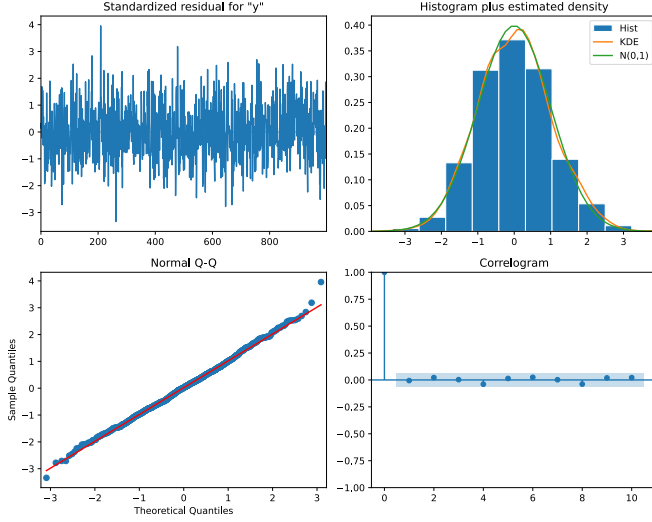 Standardized residual for "y"
4
3
2
1
0
−1
−2
−3
0 200 400 600 800
Histogram plus estimated density
Hist
KDE
N(0,1)
0.40
0.35
0.30
0.25
0.20
0.15
0.10
0.05
0.00
−3 −2 −1 0 1 2 3
Normal Q-Q
Sample Quantiles
4
3
2
1
0
−1
−2
−3
−3 −2 −1 0 1 2 3
Theoretical Quantiles
Correlogram
1.00
0.75
0.50
0.25
0.00
−0.25
−0.50
−0.75
−1.00
0 2 4 6 8 10